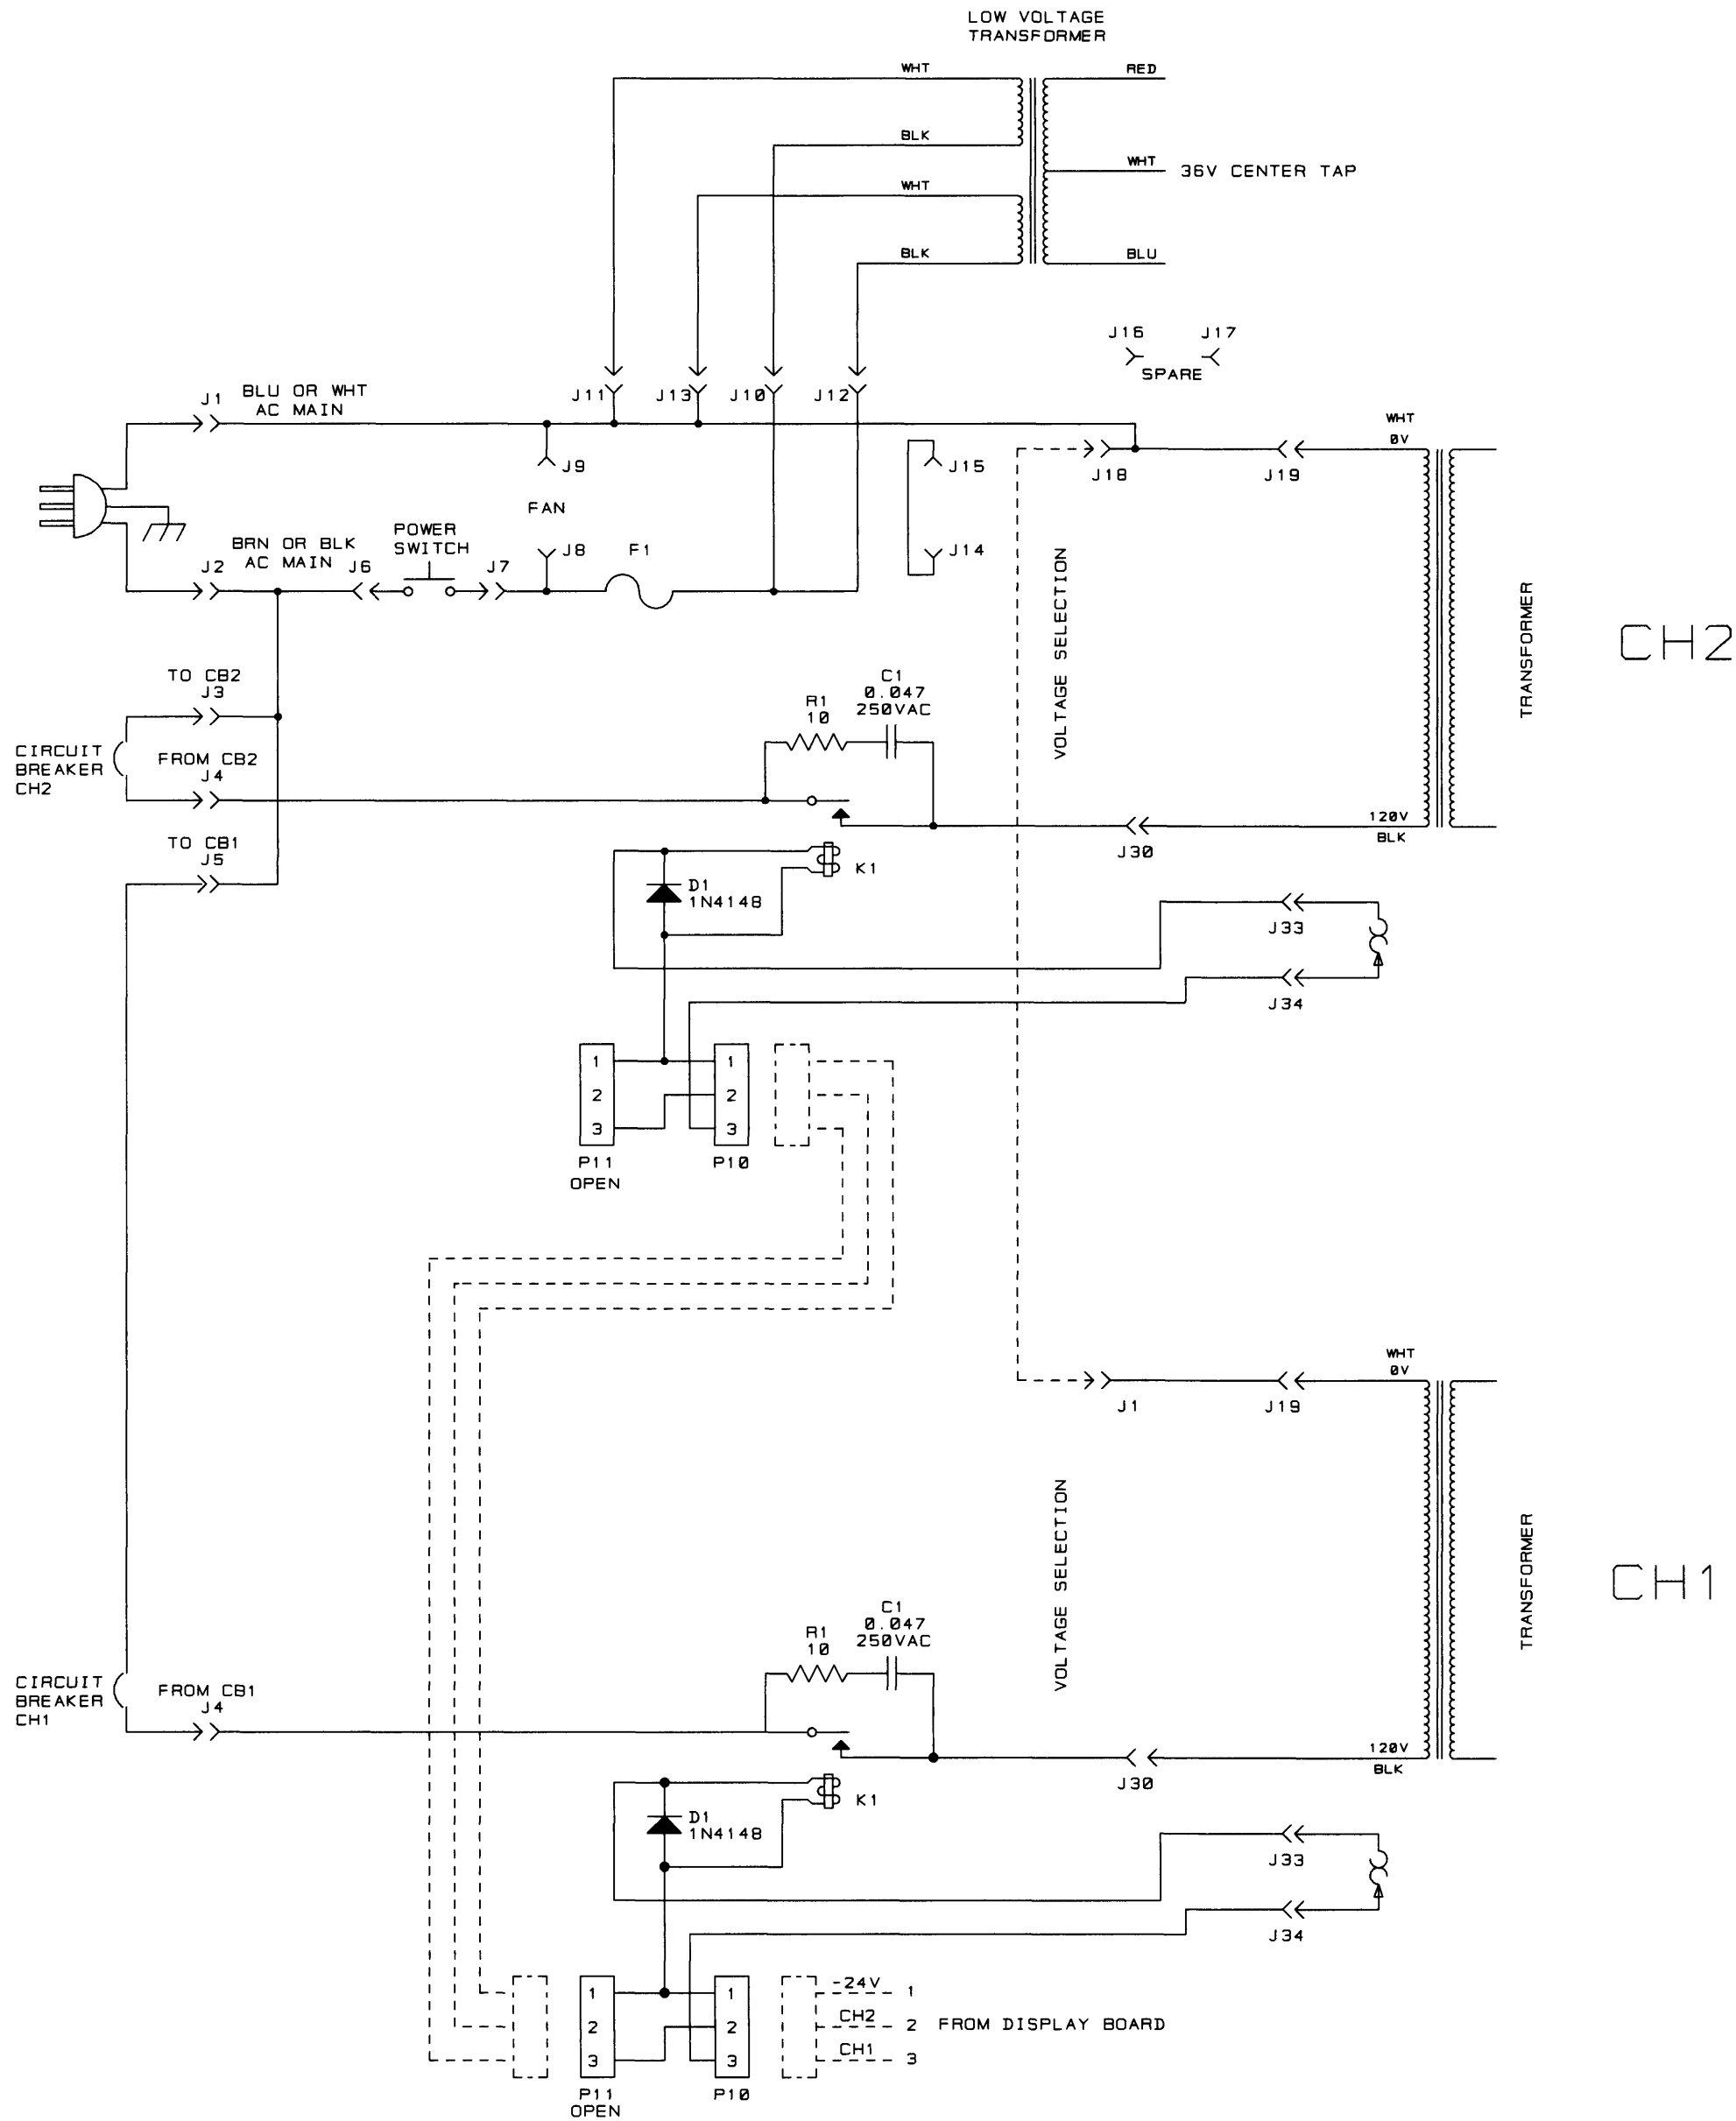 LOW VOLTAGE
TRANSFORMER
WHT
RED
BLK
WHT
36V CENTER TAP
WHT
BLK
BLU
J16
J17
SPARE
J1
BLU OR WHT
AC MAIN
J11
J13
J10
J12
WHT
0V
J9
J15
J18
J19
FAN
BRN OR BLK
AC MAIN
POWER
SWITCH
J2
J6
J7
J8
F1
J14
VOLTAGE SELECTION
TRANSFORMER
CH2
TO CB2
J3
C1
0.047
250VAC
R1
10
CIRCUIT
BREAKER
CH2
FROM CB2
J4
120V
BLK
TO CB1
J5
J30
K1
D1
1N4148
J33
J34
1
2
3
1
2
3
P11
OPEN
P10
WHT
0V
J1
J19
VOLTAGE SELECTION
TRANSFORMER
CH1
C1
0.047
250VAC
R1
10
CIRCUIT
BREAKER
CH1
FROM CB1
J4
120V
BLK
J30
K1
D1
1N4148
J33
J34
1
2
3
1
2
3
-24V 1
CH2 2 FROM DISPLAY BOARD
CH1 3
P11
OPEN
P10